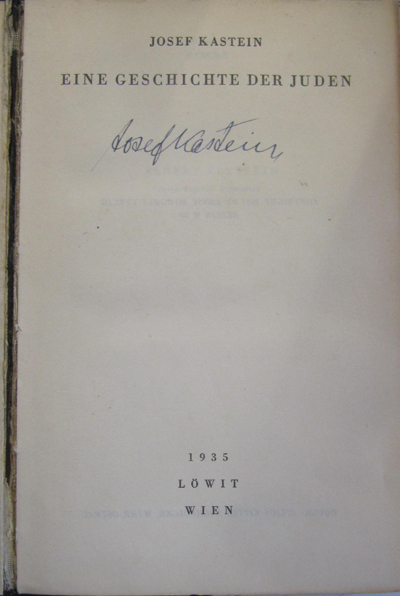 JOSEF KASTEIN
EINE GESCHICHTE DER JUDEN
Josef Kastein
1935
LÖWIT
WIEN